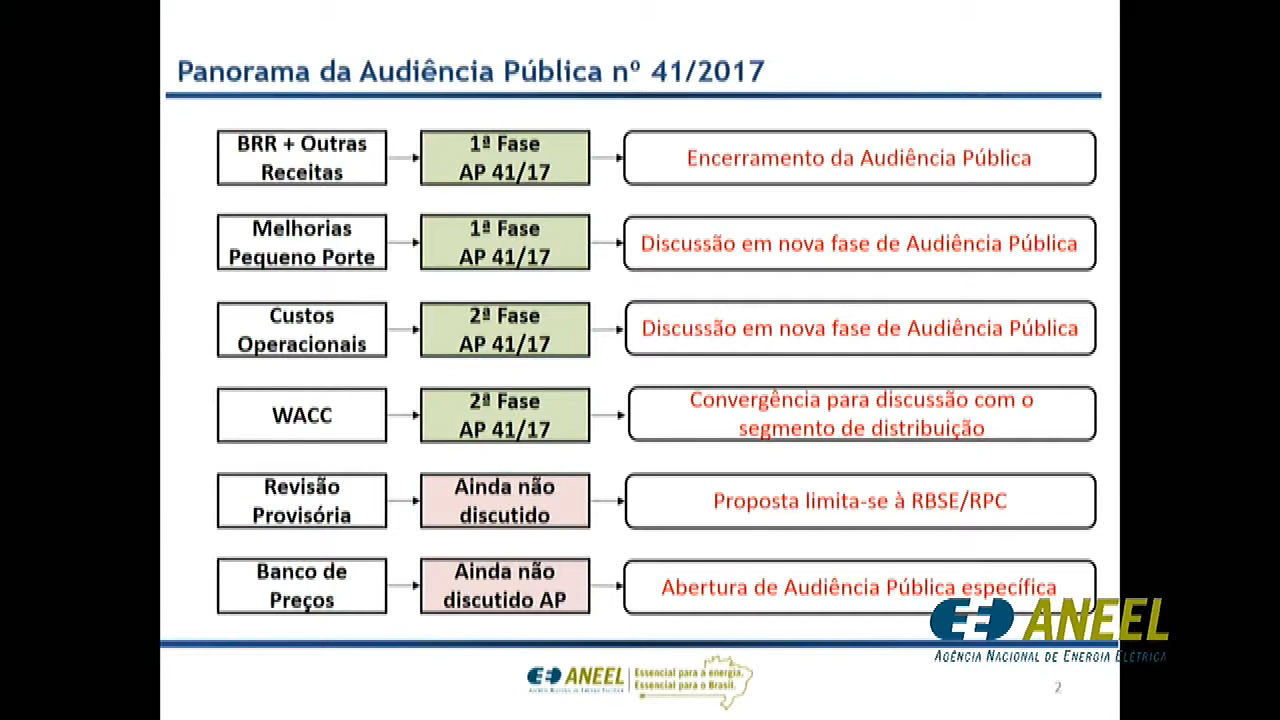 Panorama da Audiência Pública nº 41/2017
BRR + Outras
Receitas
1ª Fase
AP 41/17
Encerramento da Audiência Pública
Melhorias
Pequeno Porte
1ª Fase
AP 41/17
Discussão em nova fase de Audiência Pública
Custos
Operacionais
2ª Fase
AP 41/17
Discussão em nova fase de Audiência Pública
WACC
2ª Fase
AP 41/17
Convergência para discussão com o
segmento de distribuição
Revisão
Provisória
Ainda não
discutido
Proposta limita-se à RBSE/RPC
Banco de
Preços
Ainda não
discutido AP
Abertura de Audiência Pública específica
ANEEL
AGÊNCIA NACIONAL DE ENERGIA ELÉTRICA
ANEEL
AGÊNCIA NACIONAL DE ENERGIA ELÉTRICA
Essencial para a energia.
Essencial para o Brasil.
2